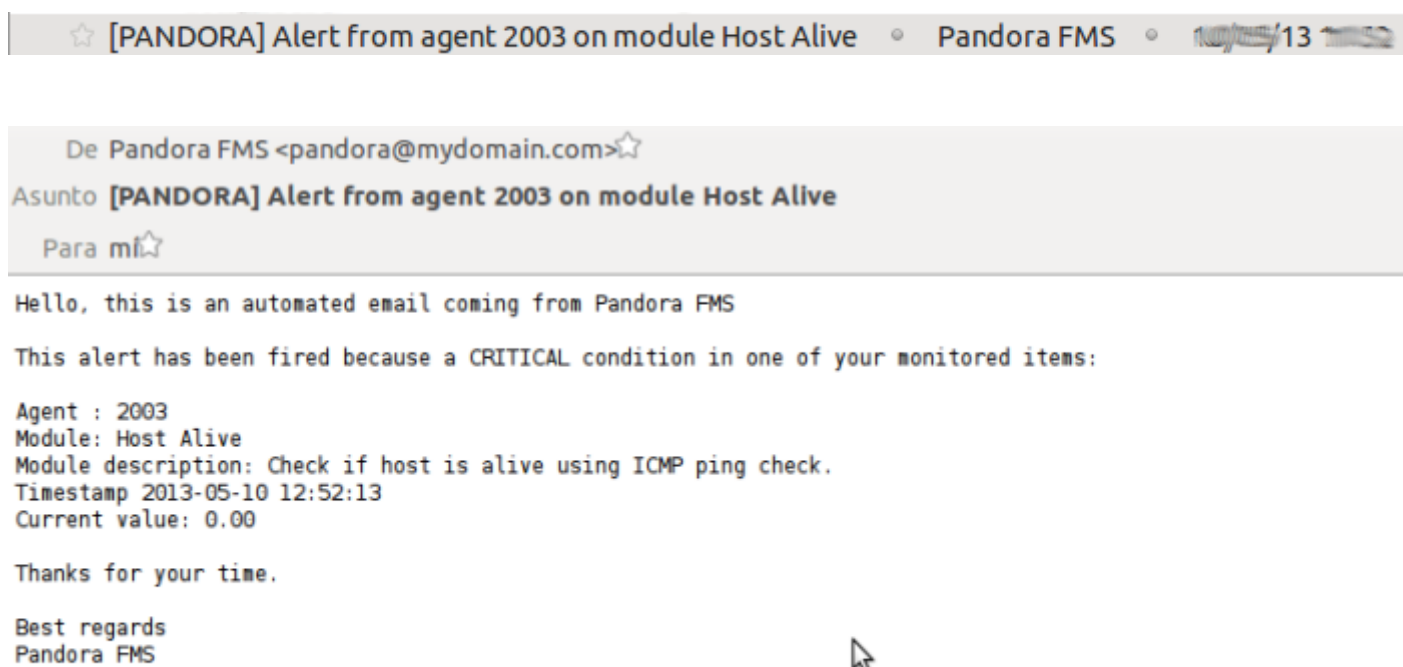 [PANDORA] Alert from agent 2003 on module Host Alive Pandora FMS /13
De Pandora FMS <pandora@mydomain.com>
Asunto [PANDORA] Alert from agent 2003 on module Host Alive
Para mí
Hello, this is an automated email coming from Pandora FMS
This alert has been fired because a CRITICAL condition in one of your monitored items:
Agent : 2003
Module: Host Alive
Module description: Check if host is alive using ICMP ping check.
Timestamp 2013-05-10 12:52:13
Current value: 0.00
Thanks for your time.
Best regards
Pandora FMS